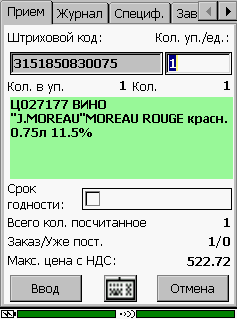 Прием Журнал Специф. Зав
Штриховой код: Кол. уп./ед.:
3151850830075 1
Кол. в уп. 1 Кол. 1
Ц027177 ВИНО
"J.MOREAU"MOREAU ROUGE красн.
0.75л 11.5%
Срок
годности:
Всего кол. посчитанное 1
Заказ/Уже пост. 1/0
Макс. цена с НДС: 522.72
Ввод Отмена